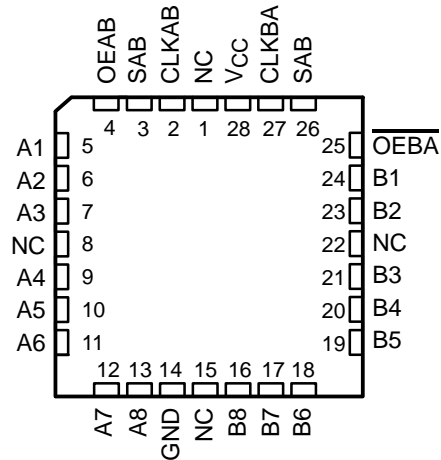 OEAB SAB CLKAB NC VCC CLKBA SAB
4 3 2 1 28 27 26
A1 5 25 OEBA
A2 6 24 B1
A3 7 23 B2
NC 8 22 NC
A4 9 21 B3
A5 10 20 B4
A6 11 19 B5
12 13 14 15 16 17 18
A7 A8 GND NC B8 B7 B6